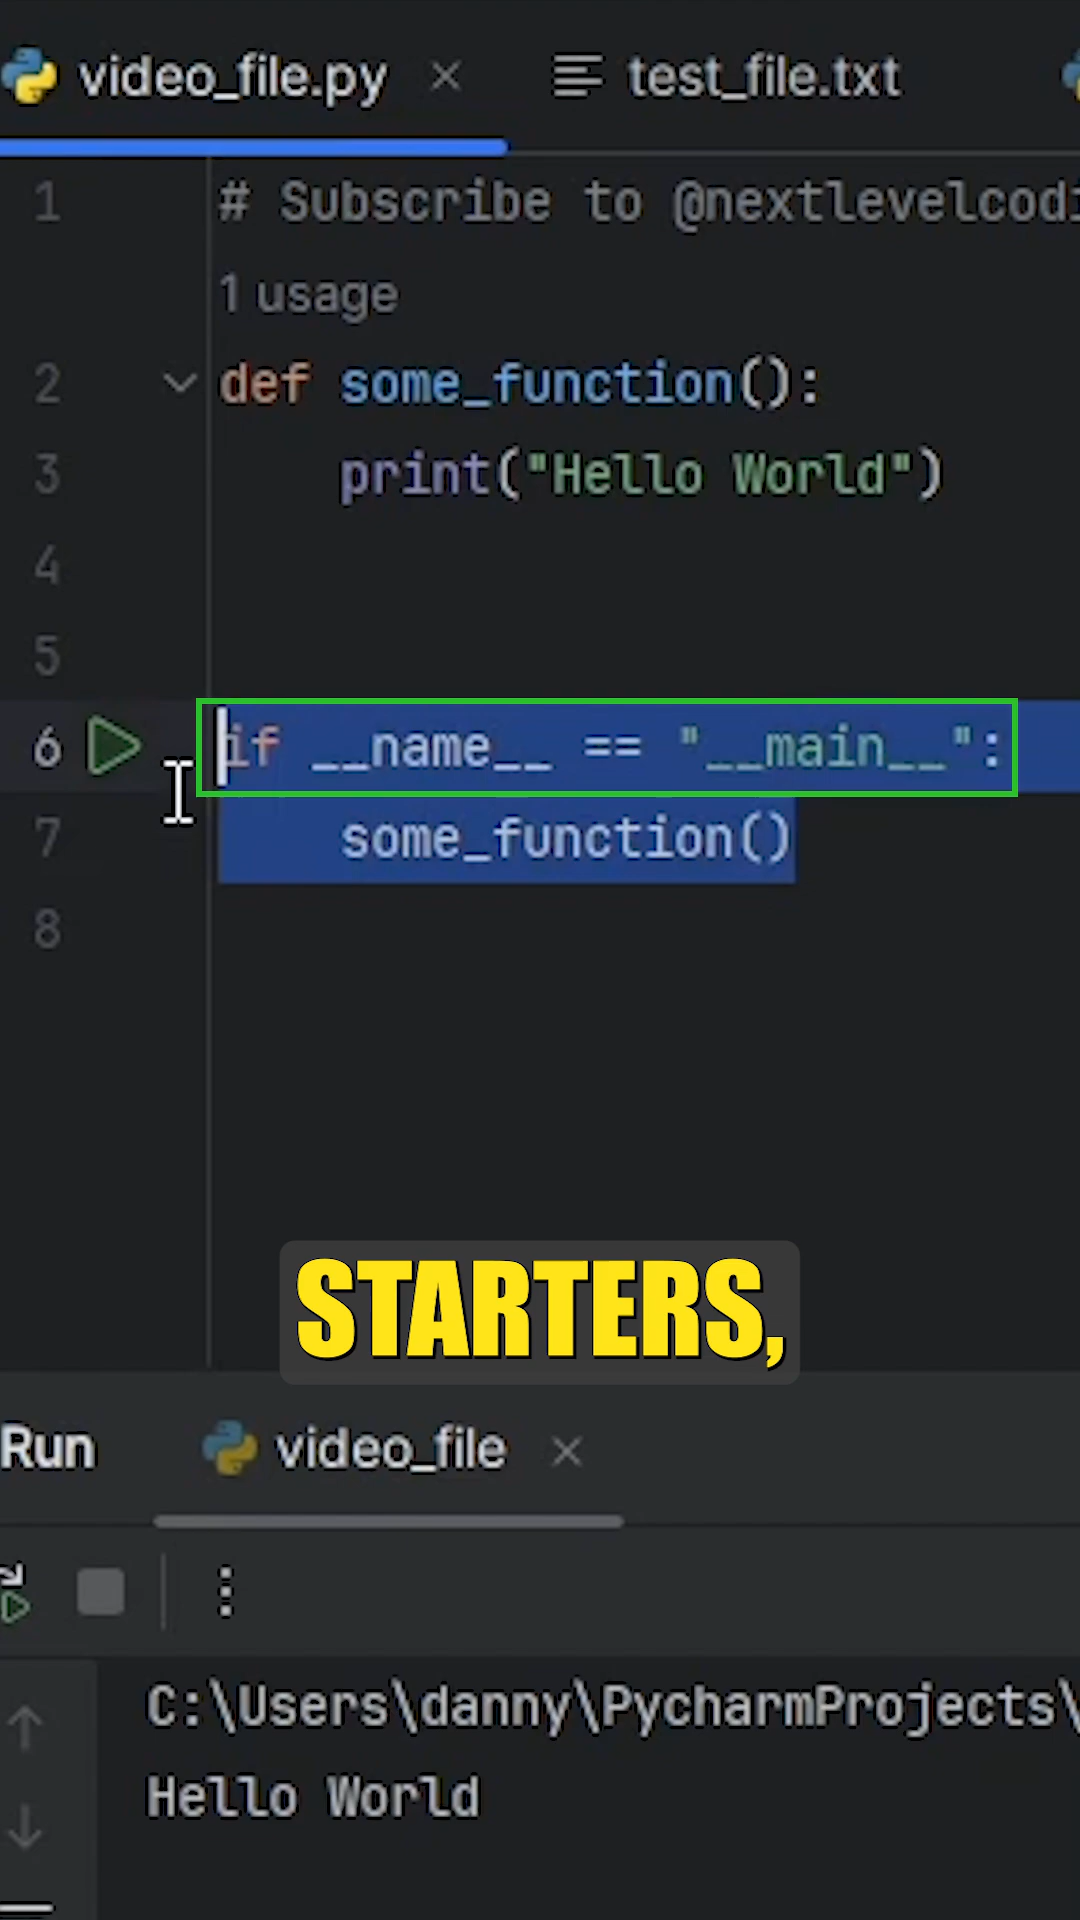 video_file.py × test_file.txt
1 # Subscribe to @nextlevelcodi
1 usage
2 def some_function():
3 print("Hello World")
4
5
6 if __name__ == "__main__":
7 some_function()
8
STARTERS,
Run video_file ×
C:\Users\danny\PycharmProjects\
Hello World